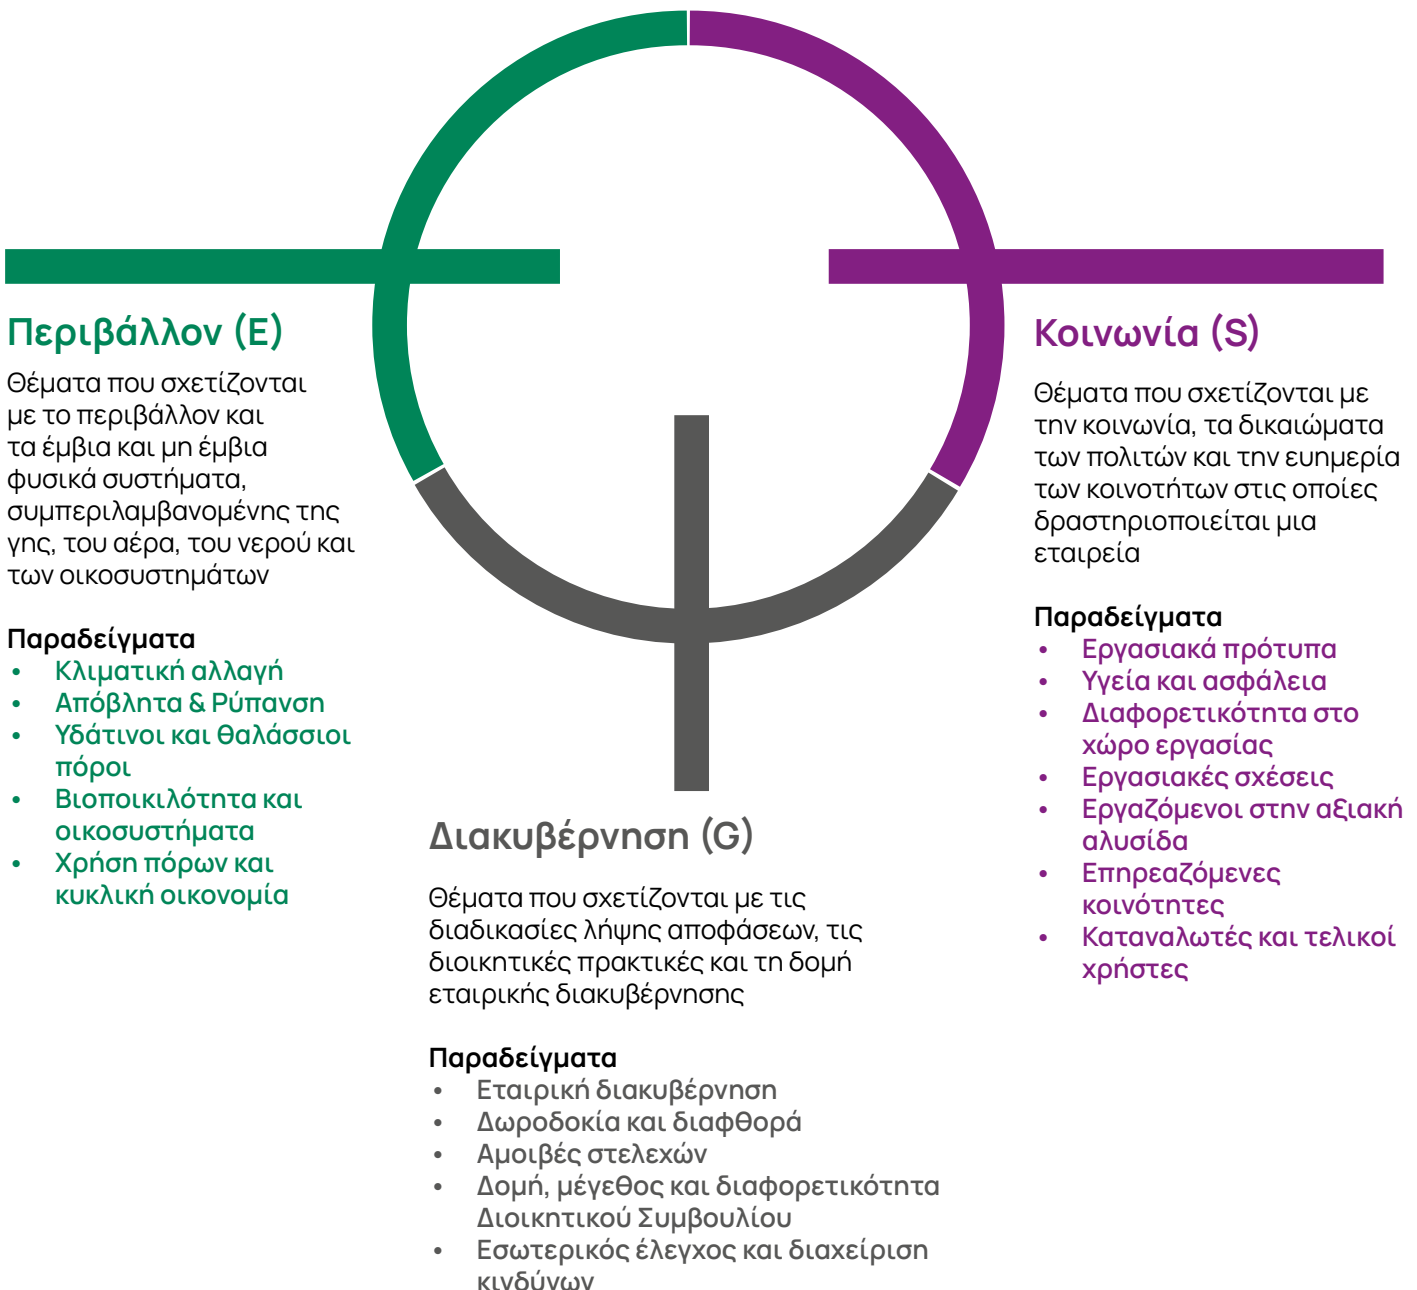 Περιβάλλον (E)
Θέματα που σχετίζονται
με το περιβάλλον και
τα έμβια και μη έμβια
φυσικά συστήματα,
συμπεριλαμβανομένης της
γης, του αέρα, του νερού και
των οικοσυστημάτων
Παραδείγματα
• Κλιματική αλλαγή
• Απόβλητα & Ρύπανση
• Υδάτινοι και θαλάσσιοι
πόροι
• Βιοποικιλότητα και
οικοσυστήματα
• Χρήση πόρων και
κυκλική οικονομία
Διακυβέρνηση (G)
Θέματα που σχετίζονται με τις
διαδικασίες λήψης αποφάσεων, τις
διοικητικές πρακτικές και τη δομή
εταιρικής διακυβέρνησης
Παραδείγματα
• Εταιρική διακυβέρνηση
• Δωροδοκία και διαφθορά
• Αμοιβές στελεχών
• Δομή, μέγεθος και διαφορετικότητα
Διοικητικού Συμβουλίου
• Εσωτερικός έλεγχος και διαχείριση
κινδύνων
Κοινωνία (S)
Θέματα που σχετίζονται με
την κοινωνία, τα δικαιώματα
των πολιτών και την ευημερία
των κοινοτήτων στις οποίες
δραστηριοποιείται μια
εταιρεία
Παραδείγματα
• Εργασιακά πρότυπα
• Υγεία και ασφάλεια
• Διαφορετικότητα στο
χώρο εργασίας
• Εργασιακές σχέσεις
• Εργαζόμενοι στην αξιακή
αλυσίδα
• Επηρεαζόμενες
κοινότητες
• Καταναλωτές και τελικοί
χρήστες